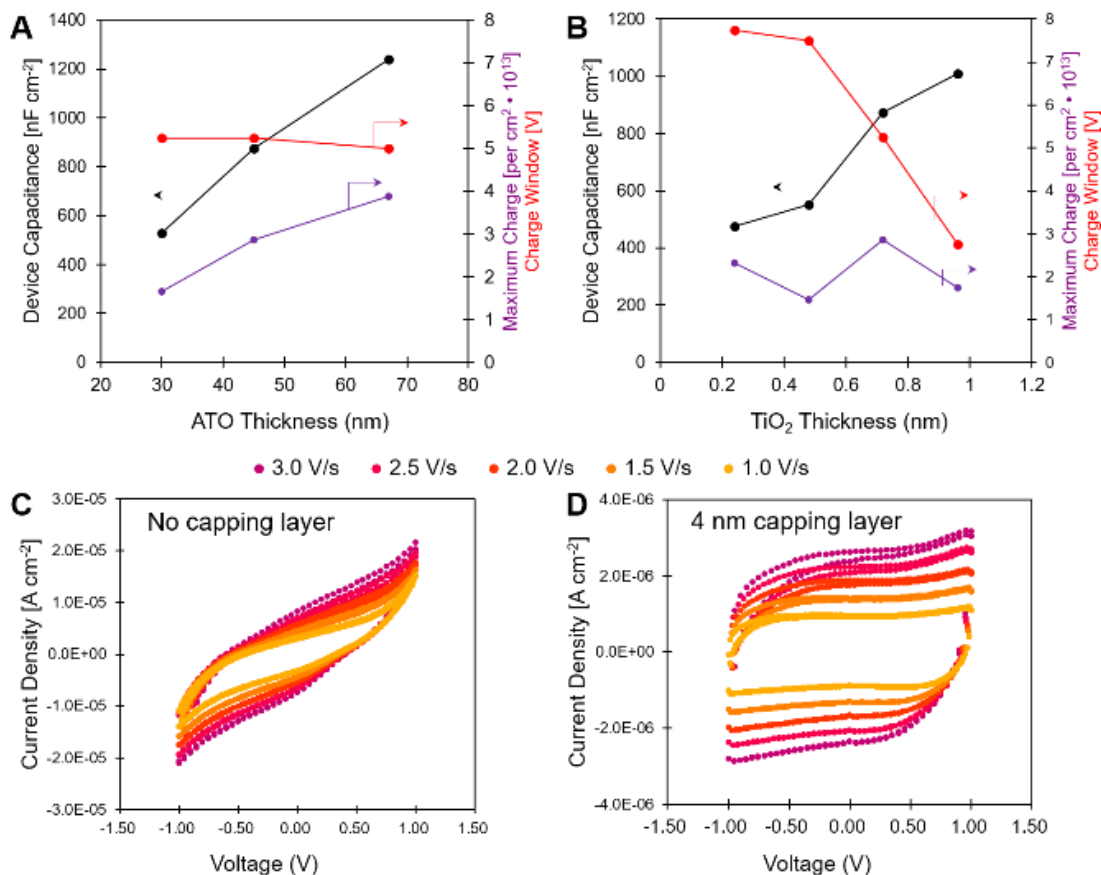 A
Device Capacitance [nF cm-2]
1400
1200
1000
800
600
400
200
0
20 30 40 50 60 70 80
ATO Thickness (nm)
8
7
6
5
4
3
2
1
0
Maximum Charge [per cm² • 10¹³]
Charge Window [V]
B
Device Capacitance [nF cm-2]
1200
1000
800
600
400
200
0
0 0.2 0.4 0.6 0.8 1 1.2
TiO₂ Thickness (nm)
8
7
6
5
4
3
2
1
0
Maximum Charge [per cm² • 10¹³]
Charge Window [V]
3.0 V/s 2.5 V/s 2.0 V/s 1.5 V/s 1.0 V/s
C
No capping layer
Current Density [A cm-2]
3.0E-05
2.0E-05
1.0E-05
0.0E+00
-1.0E-05
-2.0E-05
-3.0E-05
-1.50 -1.00 -0.50 0.00 0.50 1.00 1.50
Voltage (V)
D
4 nm capping layer
Current Density [A cm-2]
4.0E-06
2.0E-06
0.0E+00
-2.0E-06
-4.0E-06
-1.50 -1.00 -0.50 0.00 0.50 1.00 1.50
Voltage (V)